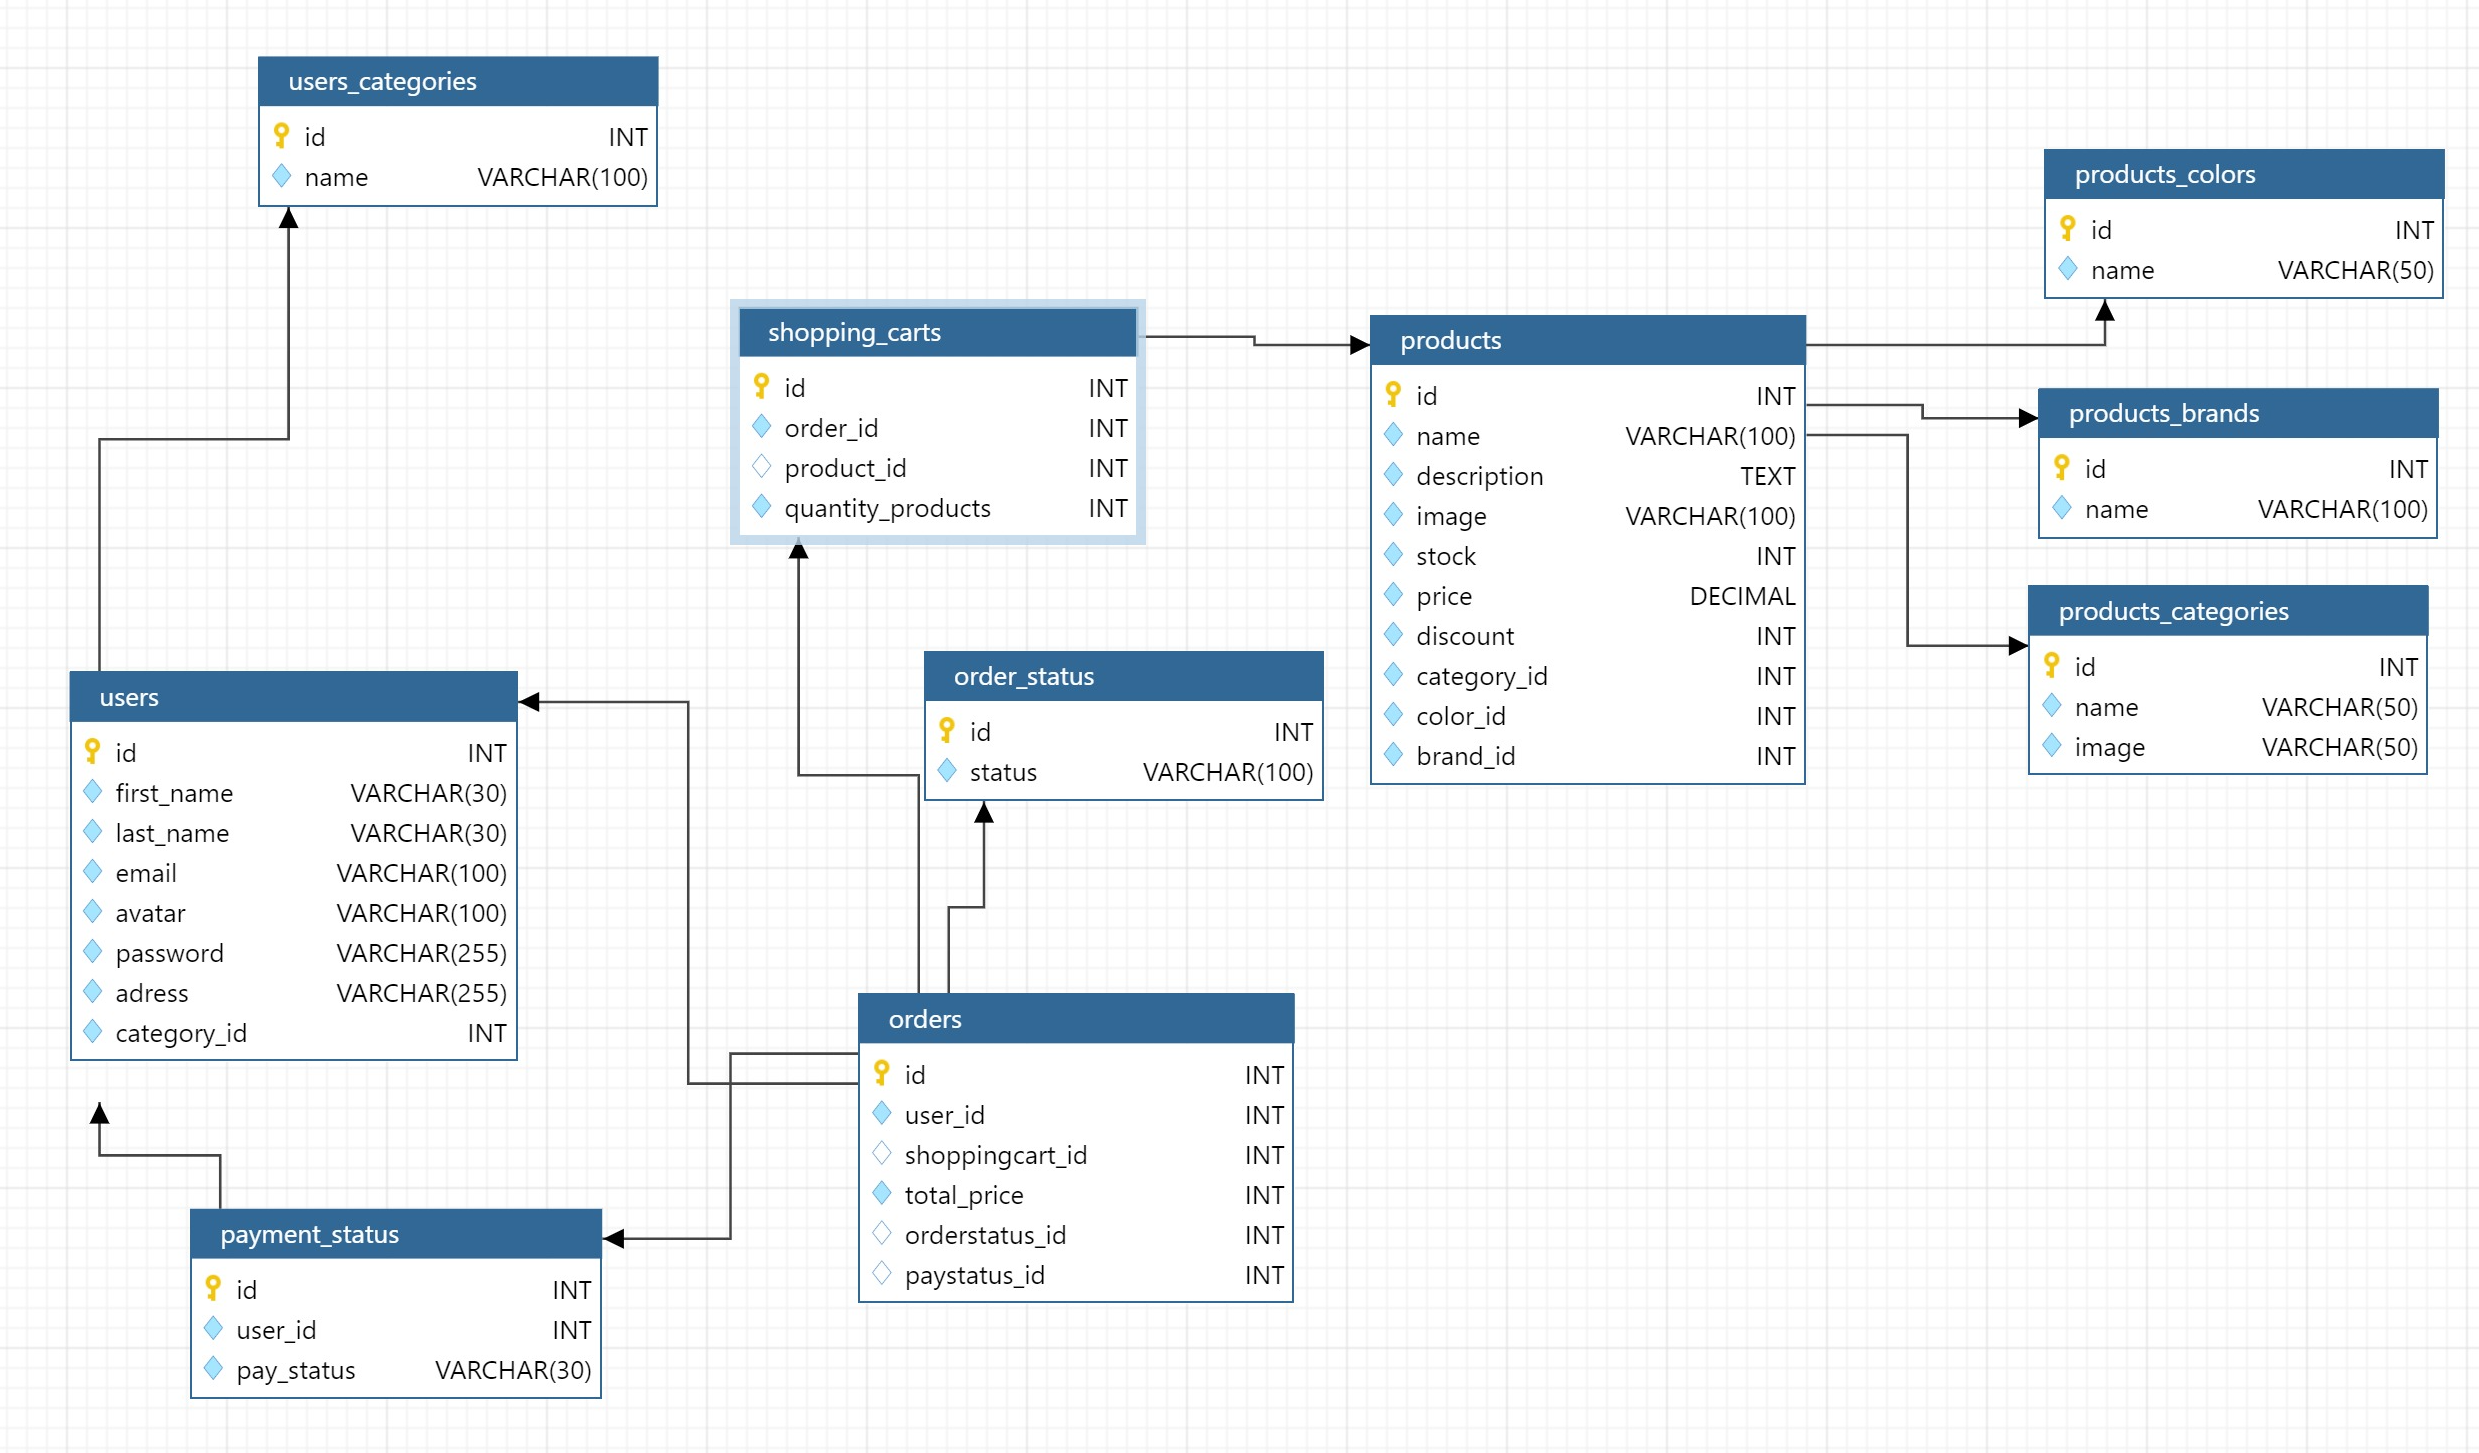 users_categories
id INT
name VARCHAR(100)
shopping_carts
id INT
order_id INT
product_id INT
quantity_products INT
products
id INT
name VARCHAR(100)
description TEXT
image VARCHAR(100)
stock INT
price DECIMAL
discount INT
category_id INT
color_id INT
brand_id INT
products_colors
id INT
name VARCHAR(50)
products_brands
id INT
name VARCHAR(100)
products_categories
id INT
name VARCHAR(50)
image VARCHAR(50)
users
id INT
first_name VARCHAR(30)
last_name VARCHAR(30)
email VARCHAR(100)
avatar VARCHAR(100)
password VARCHAR(255)
adress VARCHAR(255)
category_id INT
order_status
id INT
status VARCHAR(100)
orders
id INT
user_id INT
shoppingcart_id INT
total_price INT
orderstatus_id INT
paystatus_id INT
payment_status
id INT
user_id INT
pay_status VARCHAR(30)